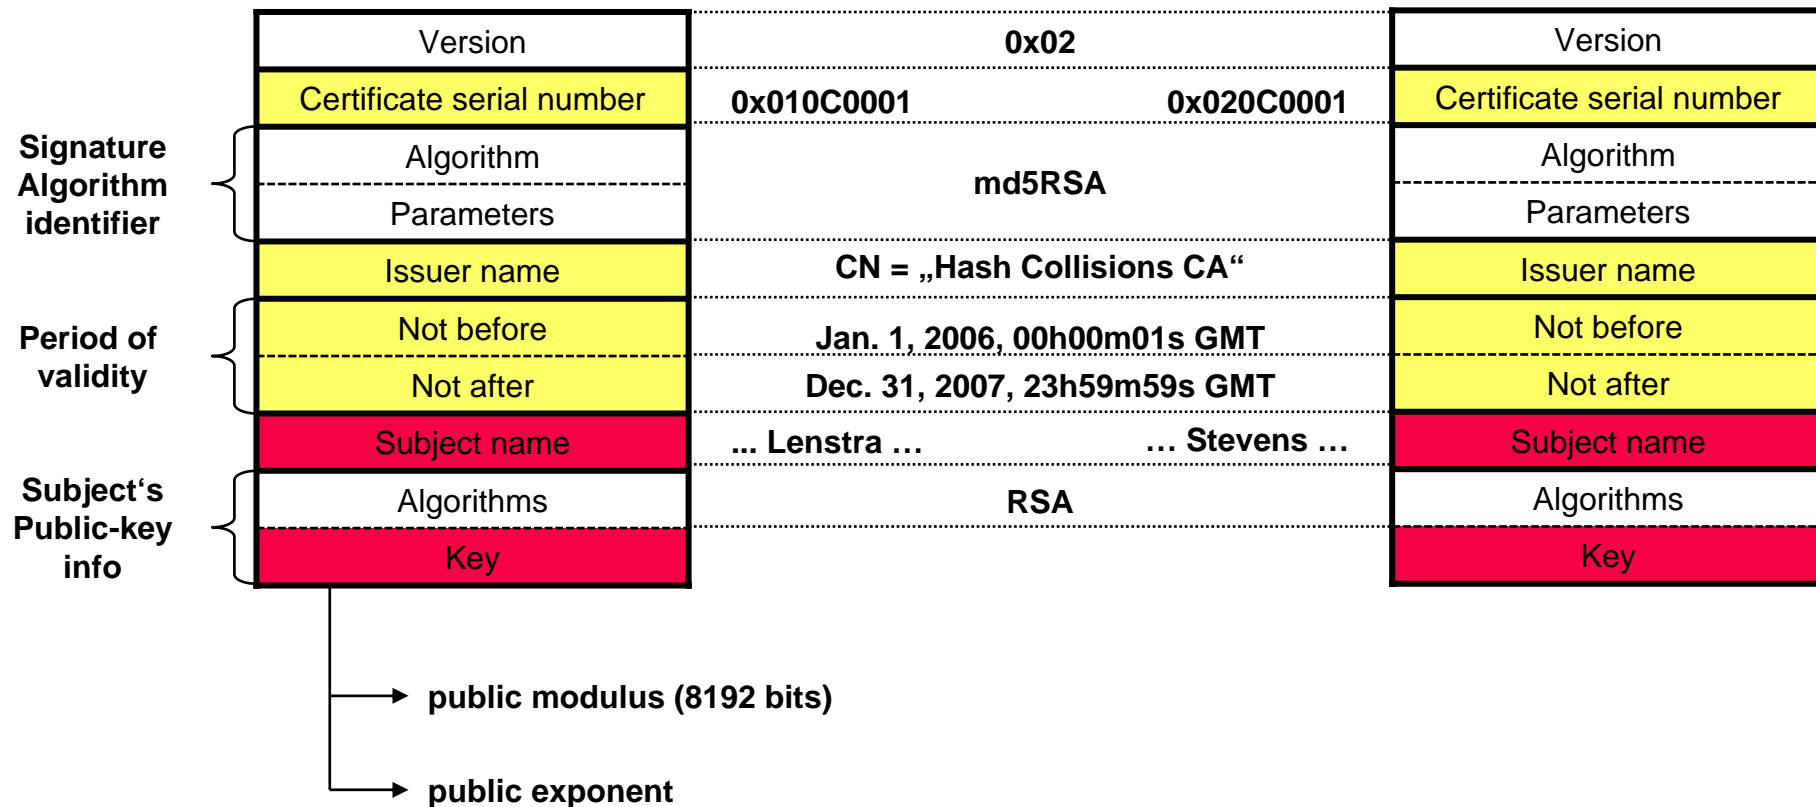 Version 0x02 Version
Certificate serial number 0x010C0001 0x020C0001 Certificate serial number
Signature
Algorithm
identifier
Algorithm md5RSA Algorithm
Parameters Parameters
Issuer name CN = „Hash Collisions CA“ Issuer name
Period of
validity
Not before Jan. 1, 2006, 00h00m01s GMT Not before
Not after Dec. 31, 2007, 23h59m59s GMT Not after
Subject name ... Lenstra … … Stevens … Subject name
Subject‘s
Public-key
info
Algorithms RSA Algorithms
Key Key
public modulus (8192 bits)
public exponent